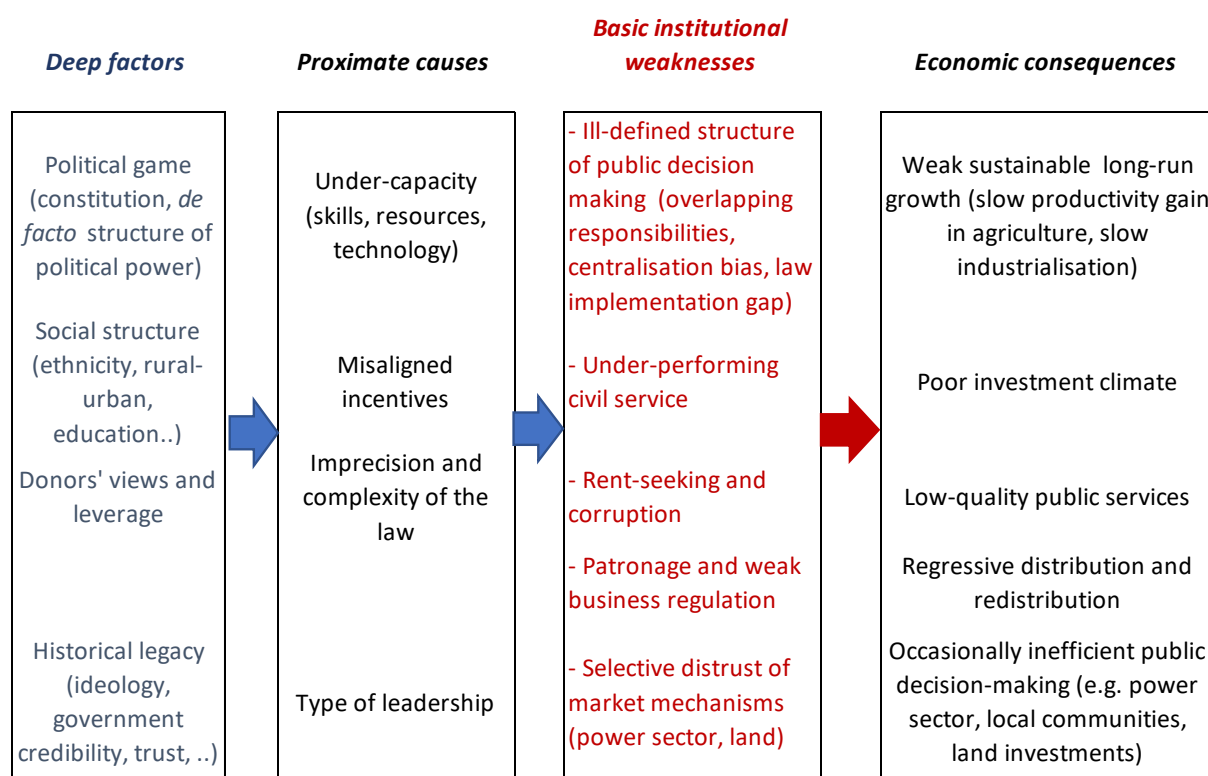 Deep factors
Proximate causes
Basic institutional
weaknesses
Economic consequences
Political game
(constitution, de
facto structure of
political power)
Social structure
(ethnicity, rural-
urban,
education..)
Donors' views and
leverage
Historical legacy
(ideology,
government
credibility, trust, ..)
Under-capacity
(skills, resources,
technology)
Misaligned
incentives
Imprecision and
complexity of the
law
Type of leadership
- Ill-defined structure
of public decision
making (overlapping
responsibilities,
centralisation bias, law
implementation gap)
- Under-performing
civil service
- Rent-seeking and
corruption
- Patronage and weak
business regulation
- Selective distrust of
market mechanisms
(power sector, land)
Weak sustainable long-run
growth (slow productivity gain
in agriculture, slow
industrialisation)
Poor investment climate
Low-quality public services
Regressive distribution and
redistribution
Occasionally inefficient public
decision-making (e.g. power
sector, local communities,
land investments)